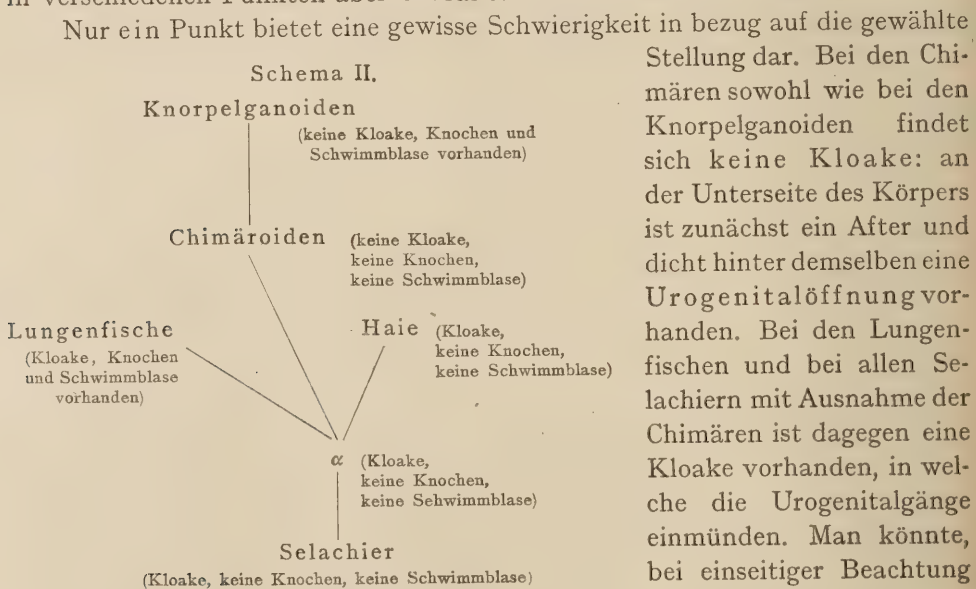 Nur ein Punkt bietet eine gewisse Schwierigkeit in bezug auf die gewählte
Schema II.
Knorpelganoiden
(keine Kloake, Knochen und
Schwimmblase vorhanden)
Chimäroiden (keine Kloake,
keine Knochen,
keine Schwimmblase)
Lungenfische
(Kloake, Knochen
und Schwimmblase
vorhanden)
Haie (Kloake,
keine Knochen,
keine Schwimmblase)
α (Kloake,
keine Knochen,
keine Sehwimmblase)
Selachier
(Kloake, keine Knochen, keine Schwimmblase)
Stellung dar. Bei den Chi-
mären sowohl wie bei den
Knorpelganoiden findet
sich keine Kloake: an
der Unterseite des Körpers
ist zunächst ein After und
dicht hinter demselben eine
Urogenitalöffnung vor-
handen. Bei den Lungen-
fischen und bei allen Se-
lachiern mit Ausnahme der
Chimären ist dagegen eine
Kloake vorhanden, in wel-
che die Urogenitalgänge
einmünden. Man könnte,
bei einseitiger Beachtung